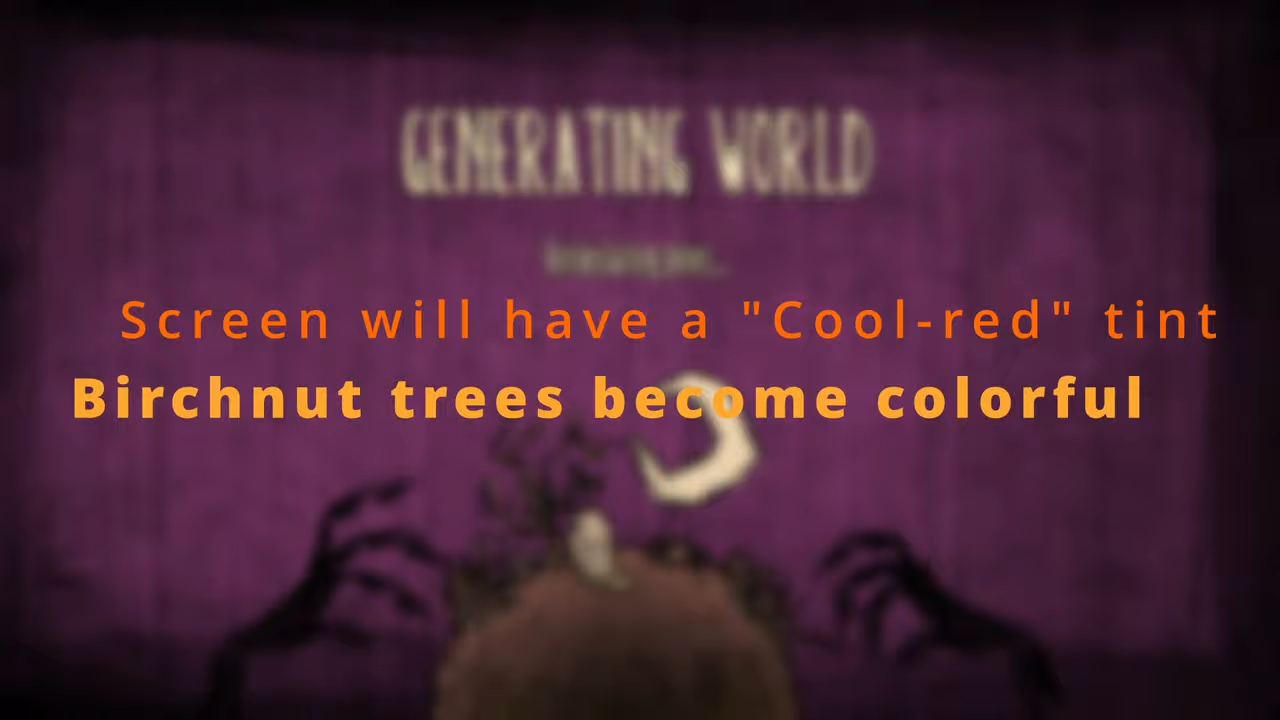 GENERATING WORLD
Screen will have a "Cool-red" tint
Birchnut trees become colorful